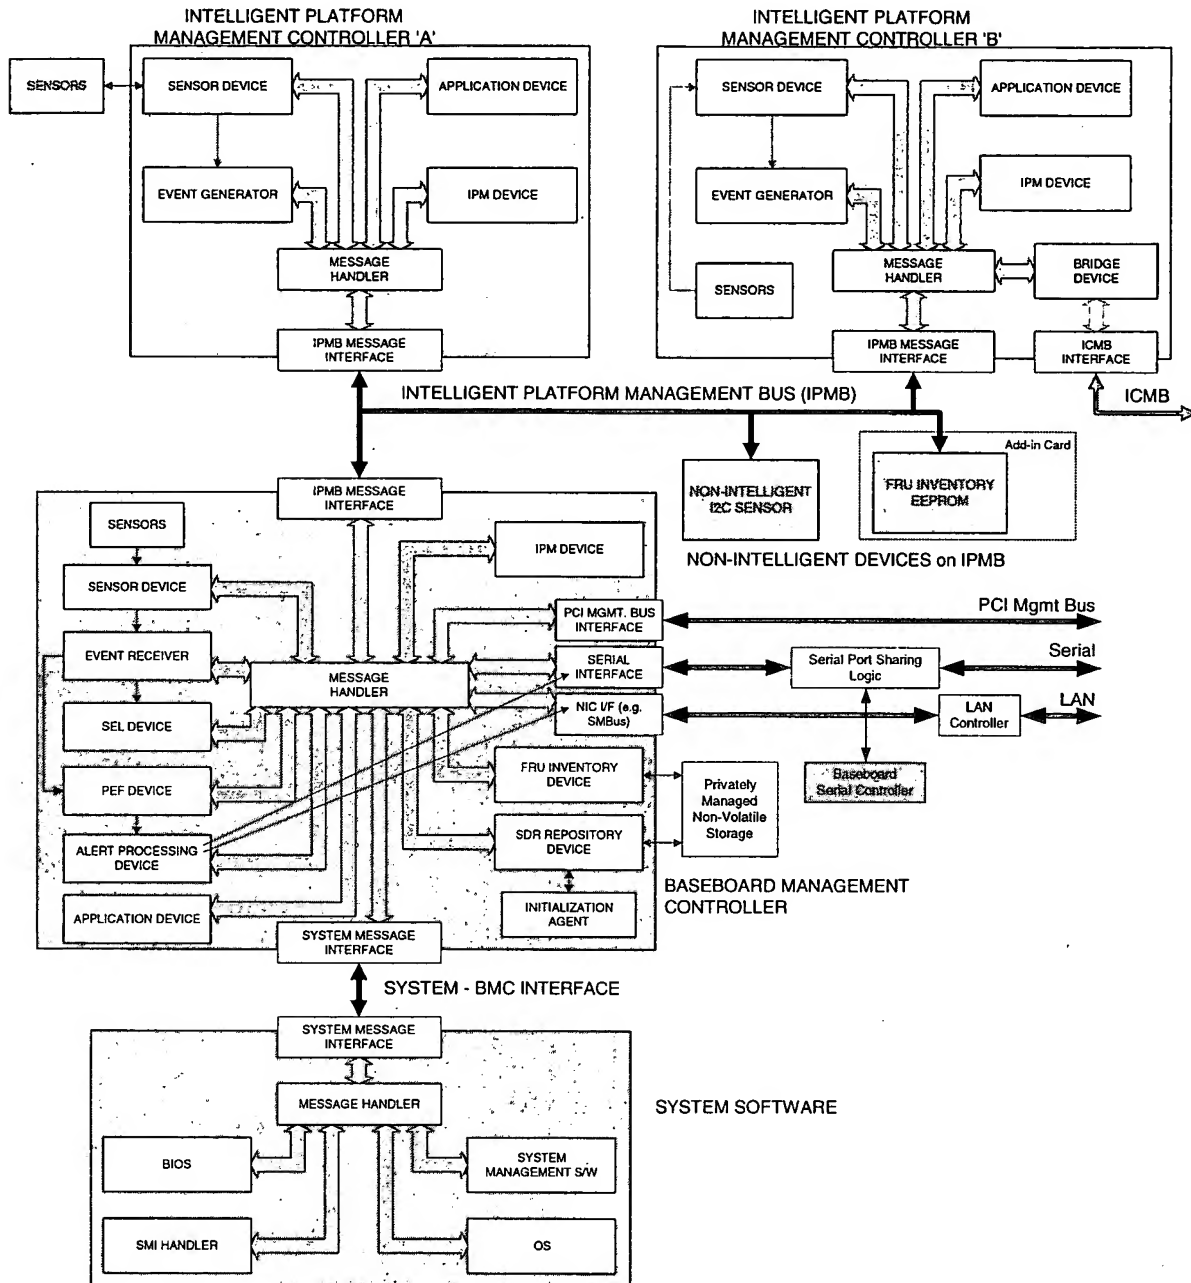 INTELLIGENT PLATFORM
MANAGEMENT CONTROLLER 'A'
SENSORS
SENSOR DEVICE
APPLICATION DEVICE
EVENT GENERATOR
IPM DEVICE
MESSAGE
HANDLER
IPMB MESSAGE
INTERFACE
INTELLIGENT PLATFORM
MANAGEMENT CONTROLLER 'B'
SENSOR DEVICE
APPLICATION DEVICE
EVENT GENERATOR
IPM DEVICE
MESSAGE
HANDLER
BRIDGE
DEVICE
SENSORS
IPMB MESSAGE
INTERFACE
ICMB
INTERFACE
ICMB
INTELLIGENT PLATFORM MANAGEMENT BUS (IPMB)
NON-INTELLIGENT
I2C SENSOR
Add-in Card
FRU INVENTORY
EEPROM
NON-INTELLIGENT DEVICES on IPMB
IPMB MESSAGE
INTERFACE
SENSORS
IPM DEVICE
SENSOR DEVICE
PCI MGMT. BUS
INTERFACE
PCI Mgmt Bus
EVENT RECEIVER
MESSAGE
HANDLER
SERIAL
INTERFACE
Serial Port Sharing
Logic
Serial
SEL DEVICE
NIC I/F (e.g.
SMBus)
LAN
Controller
LAN
PEF DEVICE
FRU INVENTORY
DEVICE
Privately
Managed
Non-Volatile
Storage
Baseboard
Serial Controller
ALERT PROCESSING
DEVICE
SDR REPOSITORY
DEVICE
APPLICATION DEVICE
INITIALIZATION
AGENT
BASEBOARD MANAGEMENT
CONTROLLER
SYSTEM MESSAGE
INTERFACE
SYSTEM - BMC INTERFACE
SYSTEM MESSAGE
INTERFACE
MESSAGE HANDLER
SYSTEM SOFTWARE
BIOS
SYSTEM
MANAGEMENT S/W
SMI HANDLER
OS